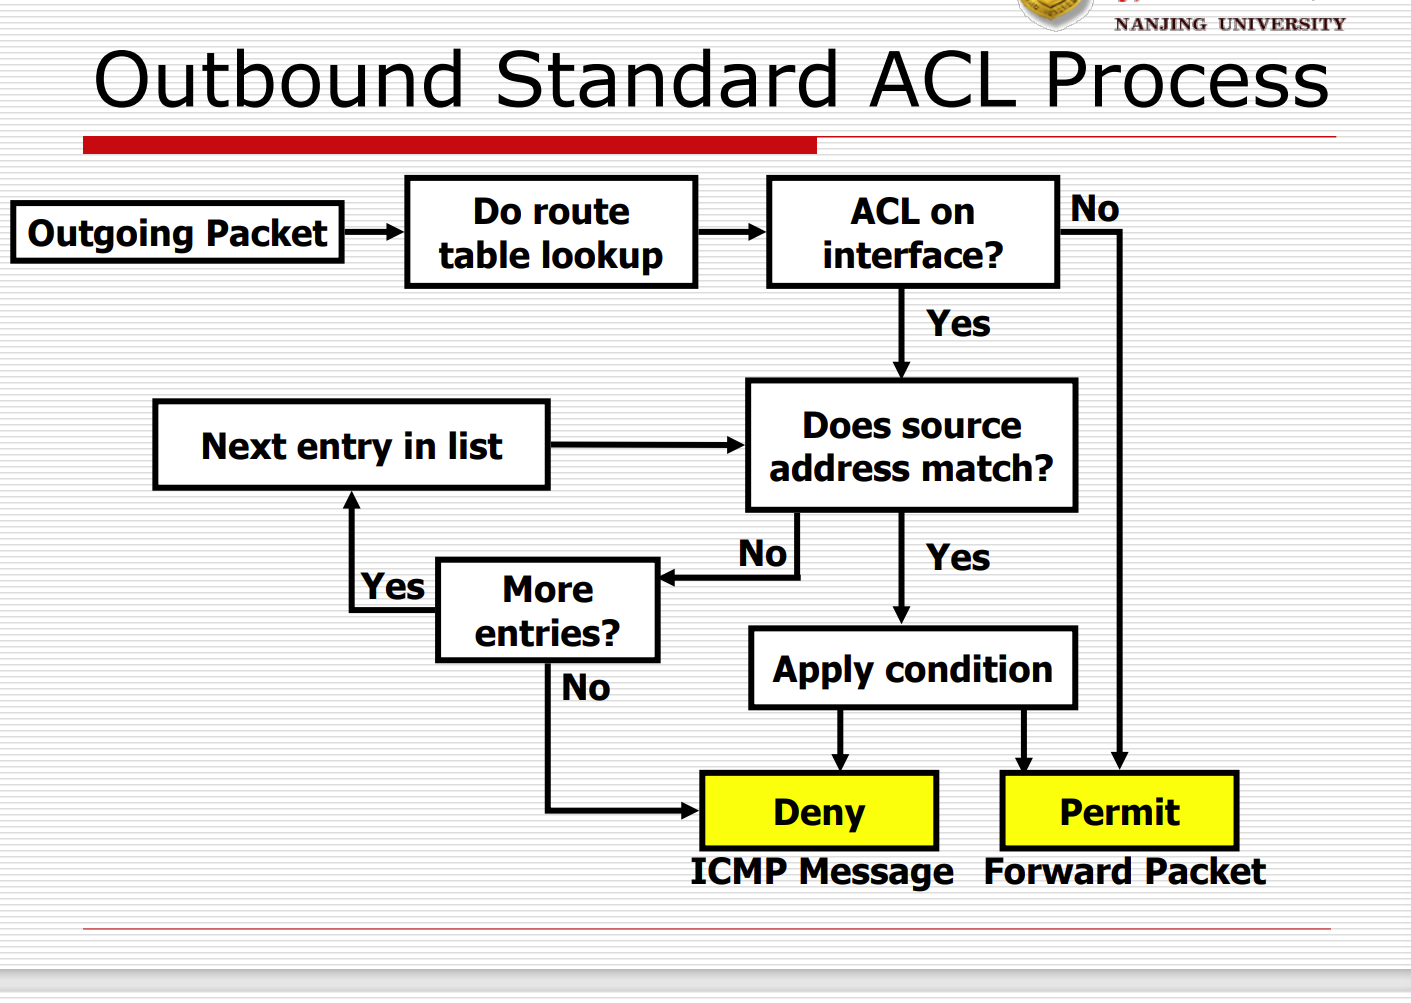 NANJING UNIVERSITY
Outbound Standard ACL Process
Outgoing Packet
Do route
table lookup
ACL on
interface?
No
Yes
Next entry in list
Does source
address match?
No
Yes
Yes
More
entries?
No
Apply condition
Deny
Permit
ICMP Message
Forward Packet